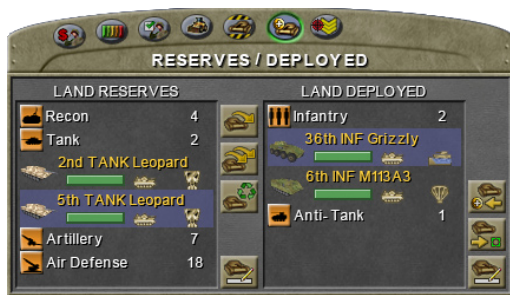 RESERVES / DEPLOYED
LAND RESERVES
Recon 4
Tank 2
2nd TANK Leopard
5th TANK Leopard
Artillery 7
Air Defense 18
LAND DEPLOYED
Infantry 2
36th INF Grizzly
6th INF M113A3
Anti-Tank 1